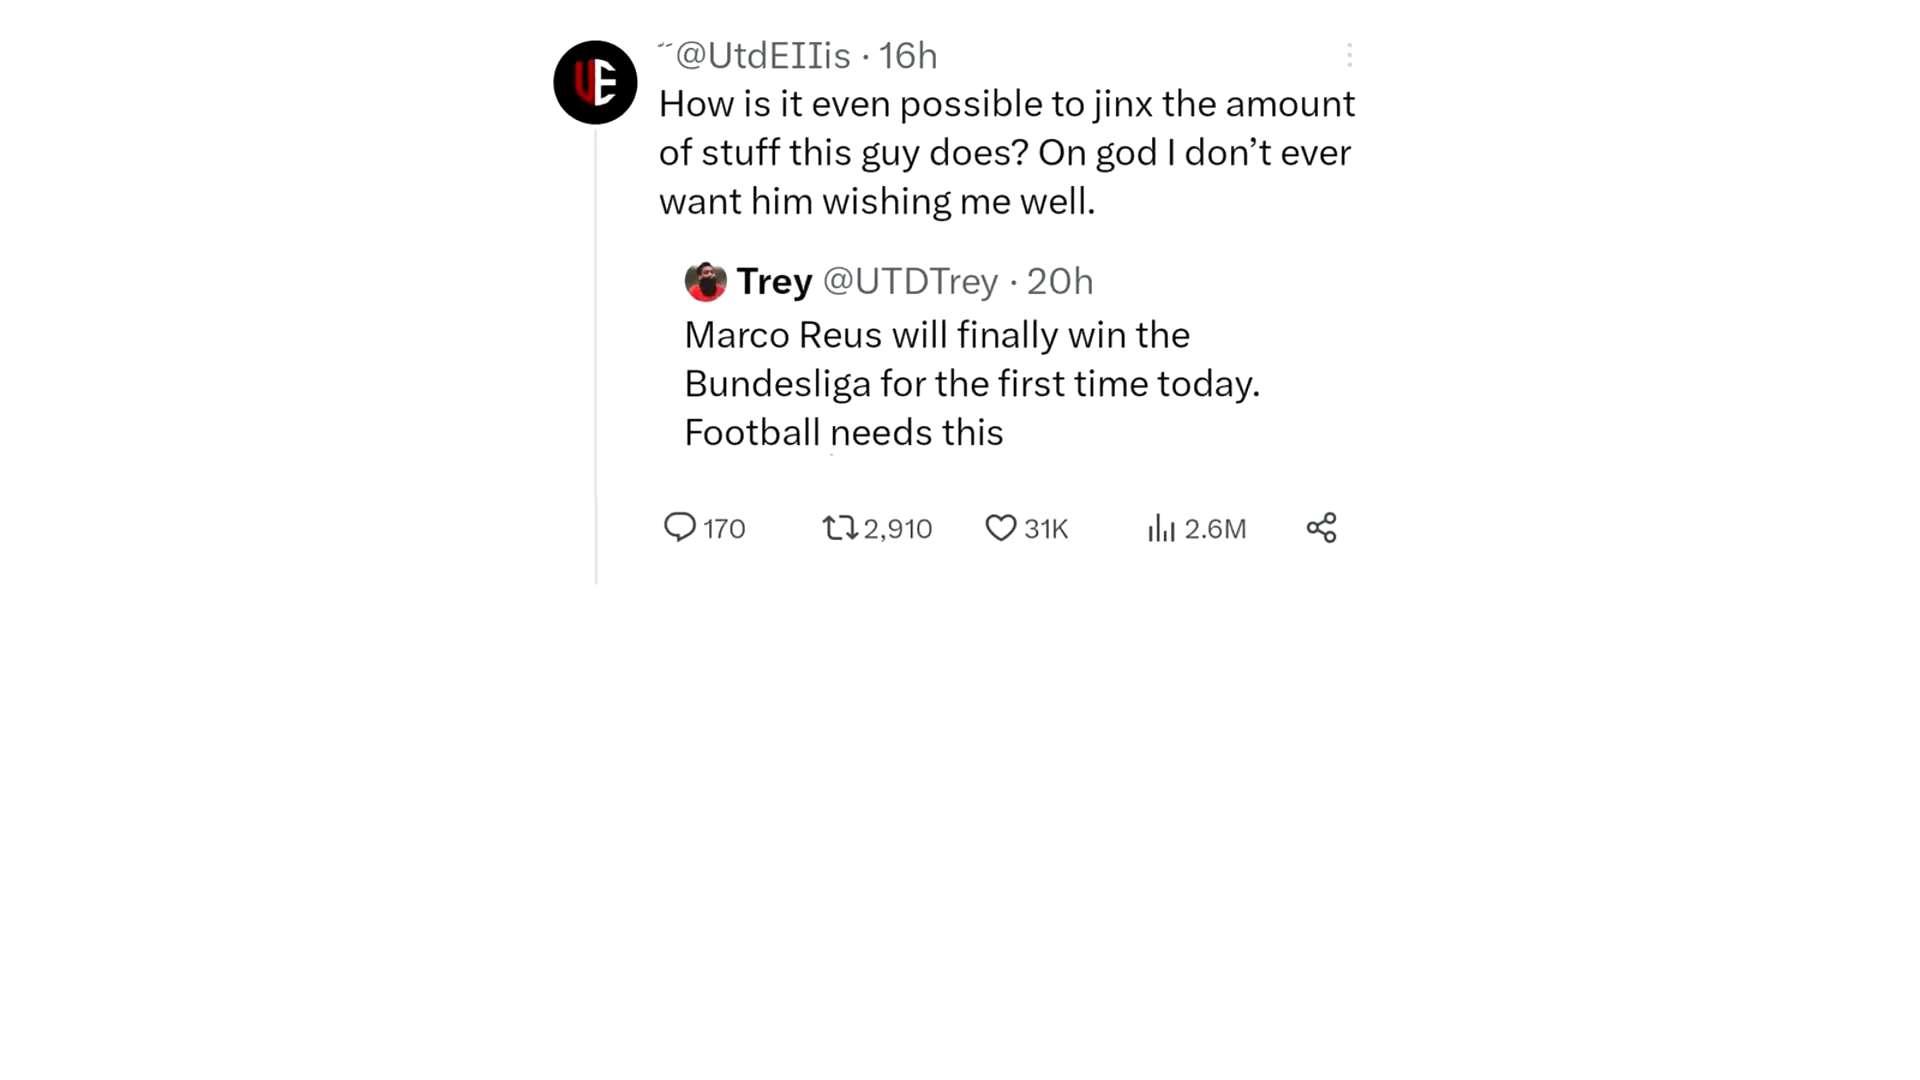 @UtdEIIis · 16h
How is it even possible to jinx the amount
of stuff this guy does? On god I don’t ever
want him wishing me well.
Trey @UTDTrey · 20h
Marco Reus will finally win the
Bundesliga for the first time today.
Football needs this
170 2,910 31K 2.6M